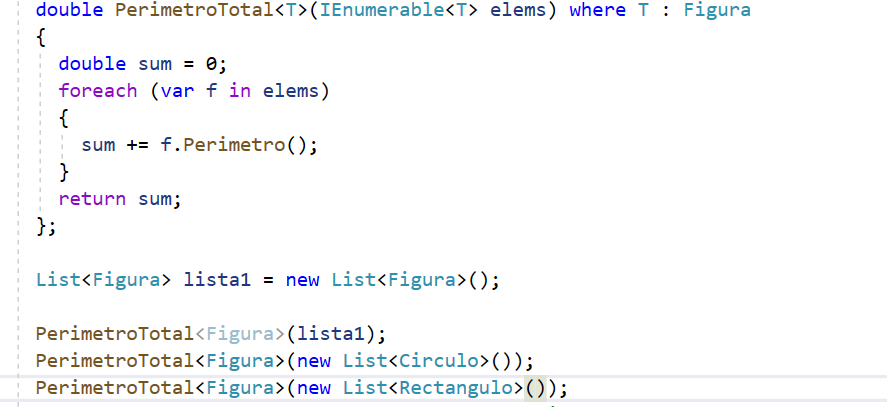 double PerimetroTotal<T>(IEnumerable<T> elems) where T : Figura
{
  double sum = 0;
  foreach (var f in elems)
  {
    sum += f.Perimetro();
  }
  return sum;
};
List<Figura> lista1 = new List<Figura>();
PerimetroTotal<Figura>(lista1);
PerimetroTotal<Figura>(new List<Circulo>());
PerimetroTotal<Figura>(new List<Rectangulo>());